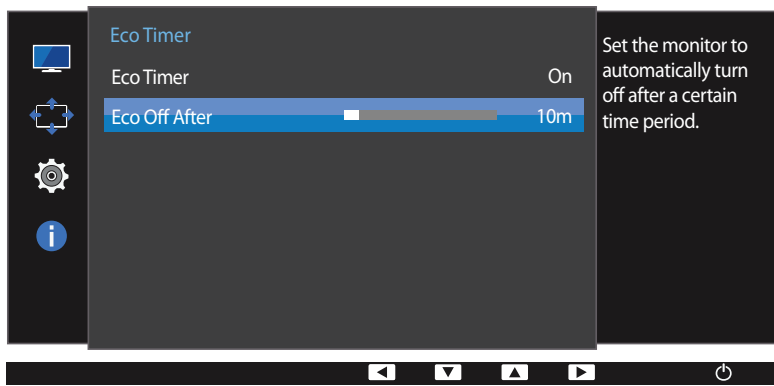 Eco Timer
Eco Timer On
Eco Off After 10m
Set the monitor to
automatically turn
off after a certain
time period.